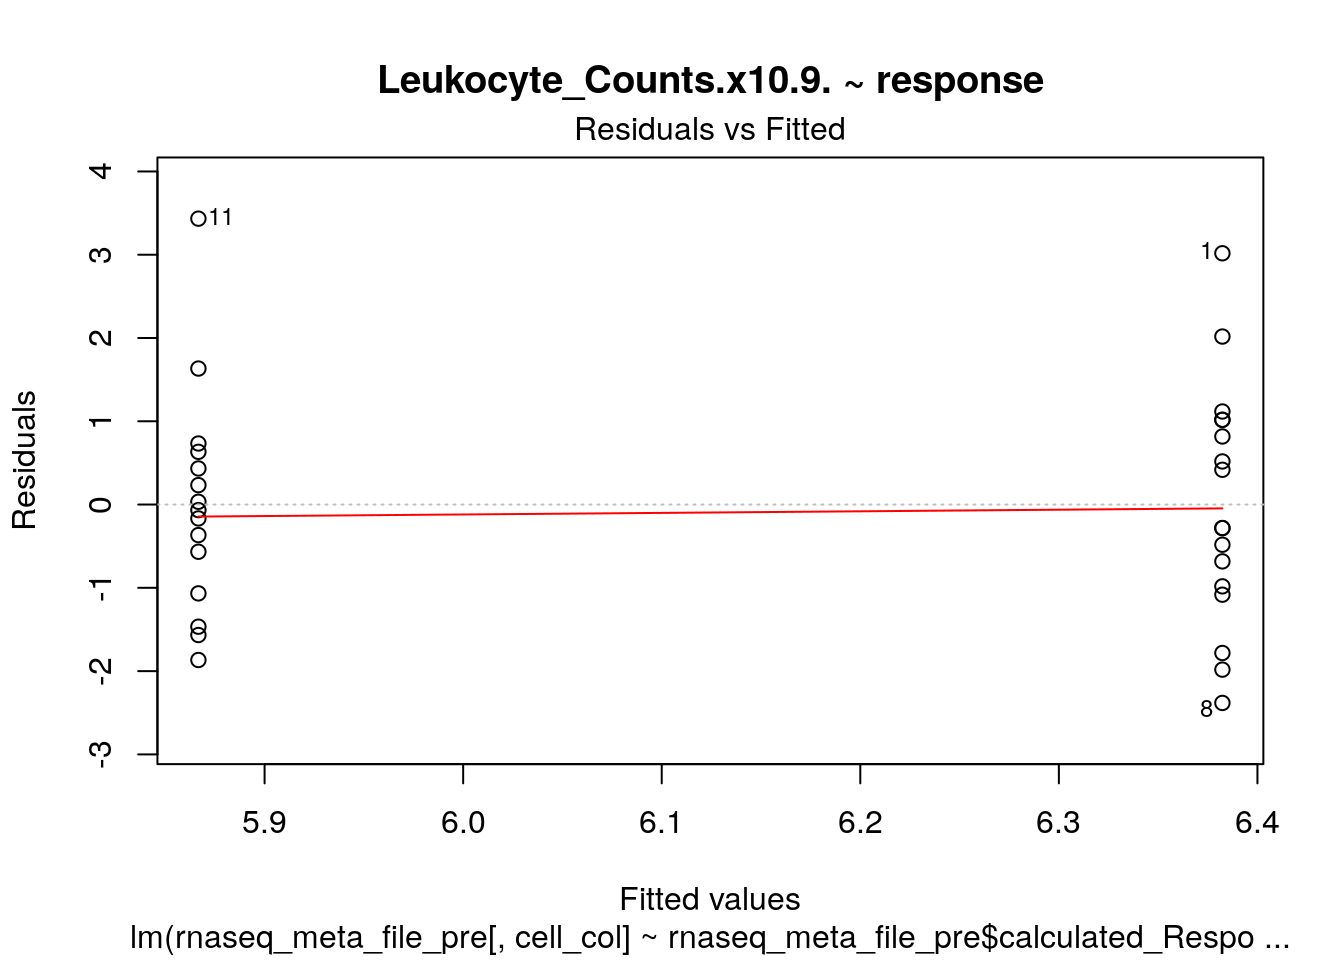 Leukocyte_Counts.x10.9. ~ response
Residuals vs Fitted
4
3
2
1
0
-1
-2
-3
Residuals
11
1
8
5.9 6.0 6.1 6.2 6.3 6.4
Fitted values
lm(rnaseq_meta_file_pre[, cell_col] ~ rnaseq_meta_file_pre$calculated_Respo ...